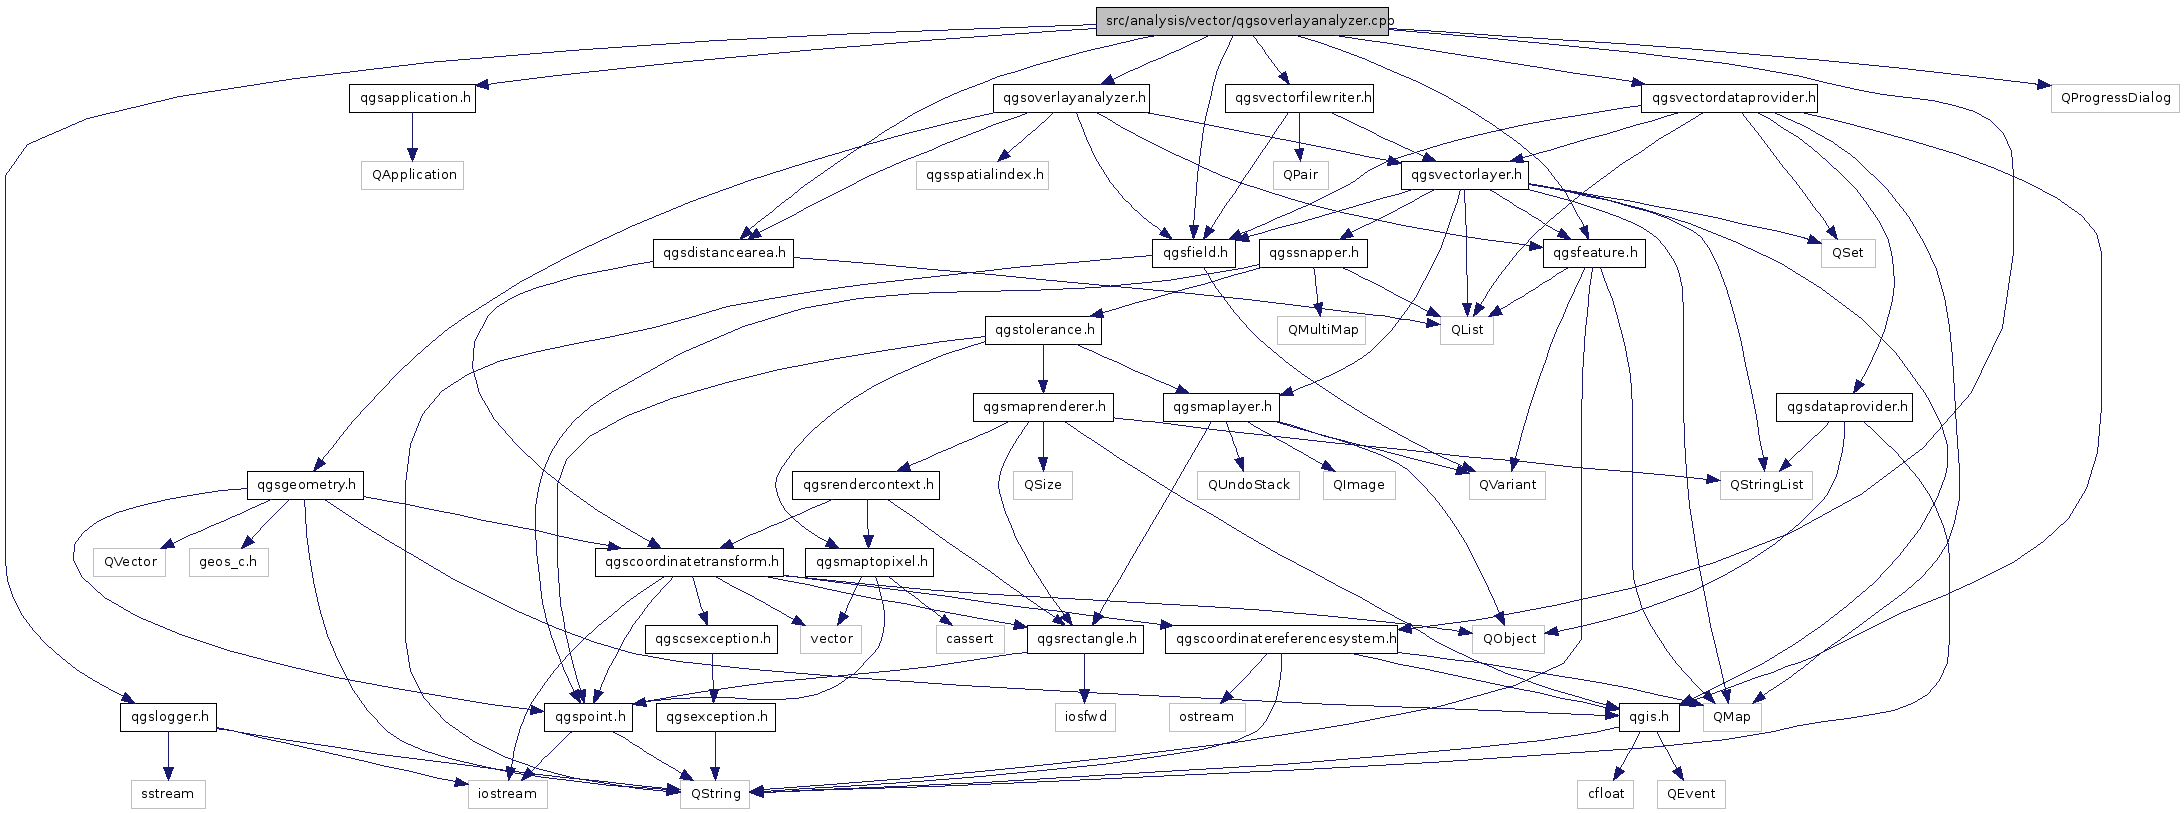 src/analysis/vector/qgsoverlayanalyzer.cpp
qgsapplication.h
qgsoverlayanalyzer.h
qgsvectorfilewriter.h
qgsvectordataprovider.h
QProgressDialog
QApplication
qgsspatialindex.h
QPair
qgsvectorlayer.h
qgsdistancearea.h
qgsfield.h
qgssnapper.h
qgsfeature.h
QSet
qgstolerance.h
QMultiMap
QList
qgsmaprenderer.h
qgsmaplayer.h
qgsdataprovider.h
qgsgeometry.h
qgsrendercontext.h
QSize
QUndoStack
QImage
QVariant
QStringList
QVector
geos_c.h
qgscoordinatetransform.h
qgsmaptopixel.h
qgscsexception.h
vector
cassert
qgsrectangle.h
qgscoordinatereferencesystem.h
QObject
qgslogger.h
qgspoint.h
qgsexception.h
iosfwd
ostream
qgis.h
QMap
sstream
iostream
QString
cfloat
QEvent